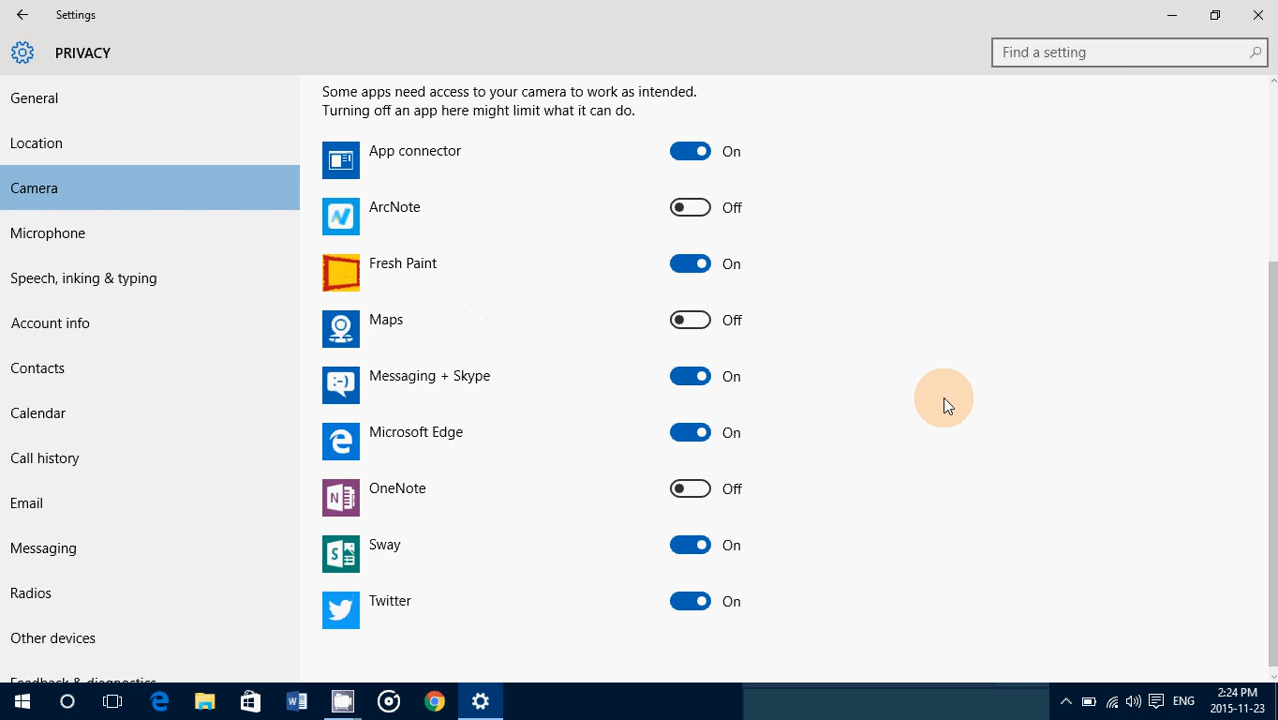 Settings
PRIVACY
Find a setting
General
Location
Camera
Microphone
Speech, inking & typing
Account info
Contacts
Calendar
Call history
Email
Messaging
Radios
Other devices
Feedback & diagnostics
Some apps need access to your camera to work as intended.
Turning off an app here might limit what it can do.
App connector On
ArcNote Off
Fresh Paint On
Maps Off
Messaging + Skype On
Microsoft Edge On
OneNote Off
Sway On
Twitter On
ENG
2:24 PM
2015-11-23